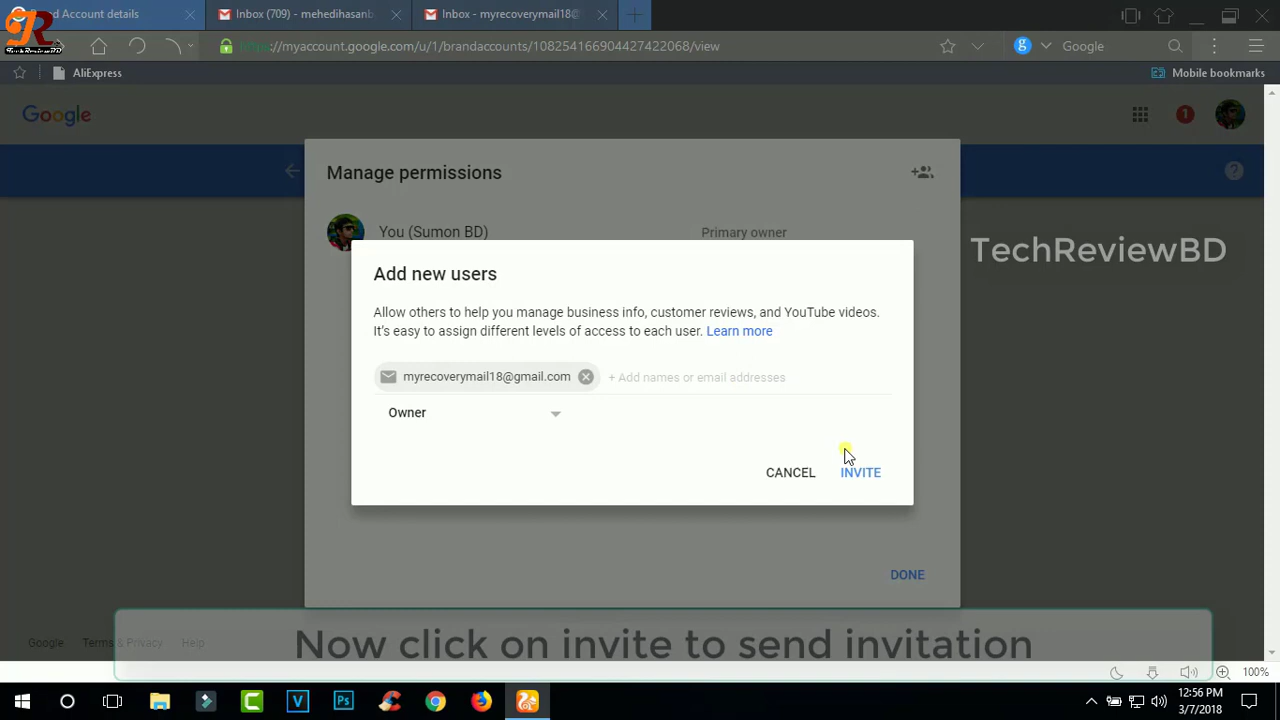 Brand Account details
Inbox (709) - mehedihasanb
Inbox - myrecoverymail18@
TechReviewBD
https://myaccount.google.com/u/1/brandaccounts/108254166904427422068/view
Google
AliExpress
Mobile bookmarks
Google
1
Manage permissions
You (Sumon BD)
Primary owner
TechReviewBD
Add new users
Allow others to help you manage business info, customer reviews, and YouTube videos.
It's easy to assign different levels of access to each user. Learn more
myrecoverymail18@gmail.com
+ Add names or email addresses
Owner
CANCEL
INVITE
DONE
Google
Terms & Privacy
Help
Now click on invite to send invitation
100%
12:56 PM
3/7/2018